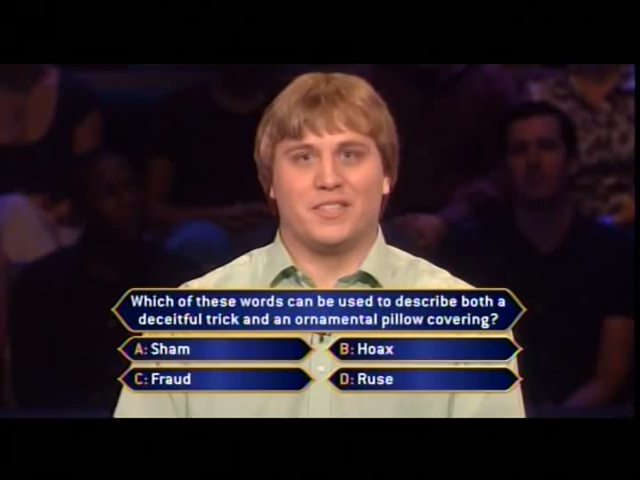 Which of these words can be used to describe both a
deceitful trick and an ornamental pillow covering?
A: Sham
B: Hoax
C: Fraud
D: Ruse